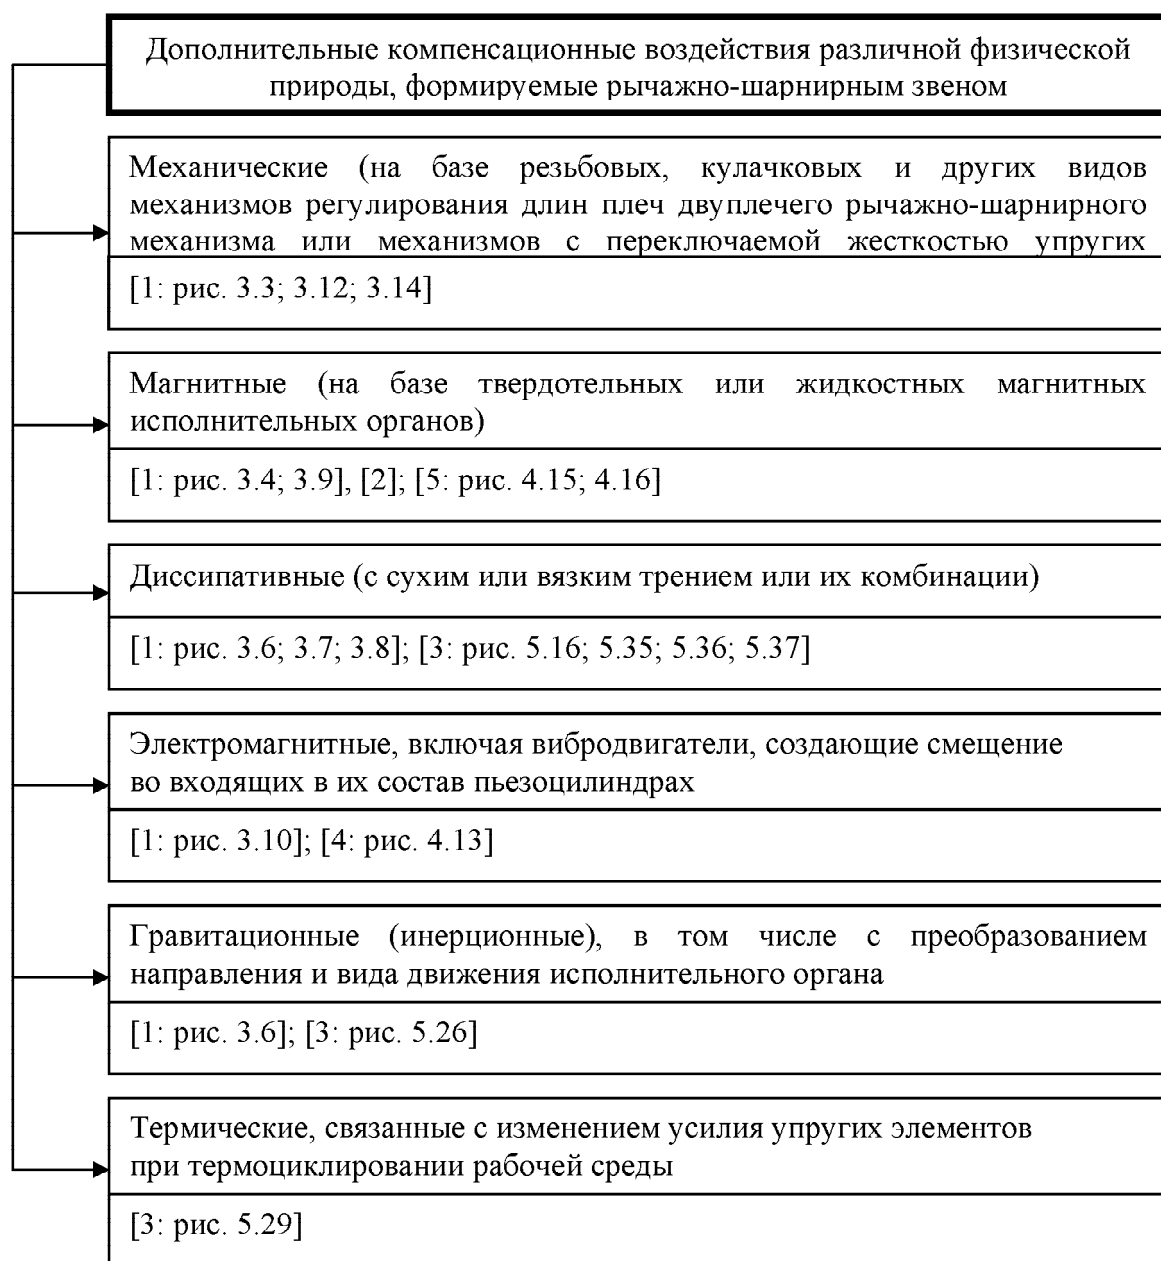 Дополнительные компенсационные воздействия различной физической
природы, формируемые рычажно-шарнирным звеном
Механические (на базе резьбовых, кулачковых и других видов
механизмов регулирования длин плеч двуплечего рычажно-шарнирного
механизма или механизмов с переключаемой жесткостью упругих
[1: рис. 3.3; 3.12; 3.14]
Магнитные (на базе твердотельных или жидкостных магнитных
исполнительных органов)
[1: рис. 3.4; 3.9], [2]; [5: рис. 4.15; 4.16]
Диссипативные (с сухим или вязким трением или их комбинации)
[1: рис. 3.6; 3.7; 3.8]; [3: рис. 5.16; 5.35; 5.36; 5.37]
Электромагнитные, включая вибродвигатели, создающие смещение
во входящих в их состав пьезоцилиндрах
[1: рис. 3.10]; [4: рис. 4.13]
Гравитационные (инерционные), в том числе с преобразованием
направления и вида движения исполнительного органа
[1: рис. 3.6]; [3: рис. 5.26]
Термические, связанные с изменением усилия упругих элементов
при термоциклировании рабочей среды
[3: рис. 5.29]